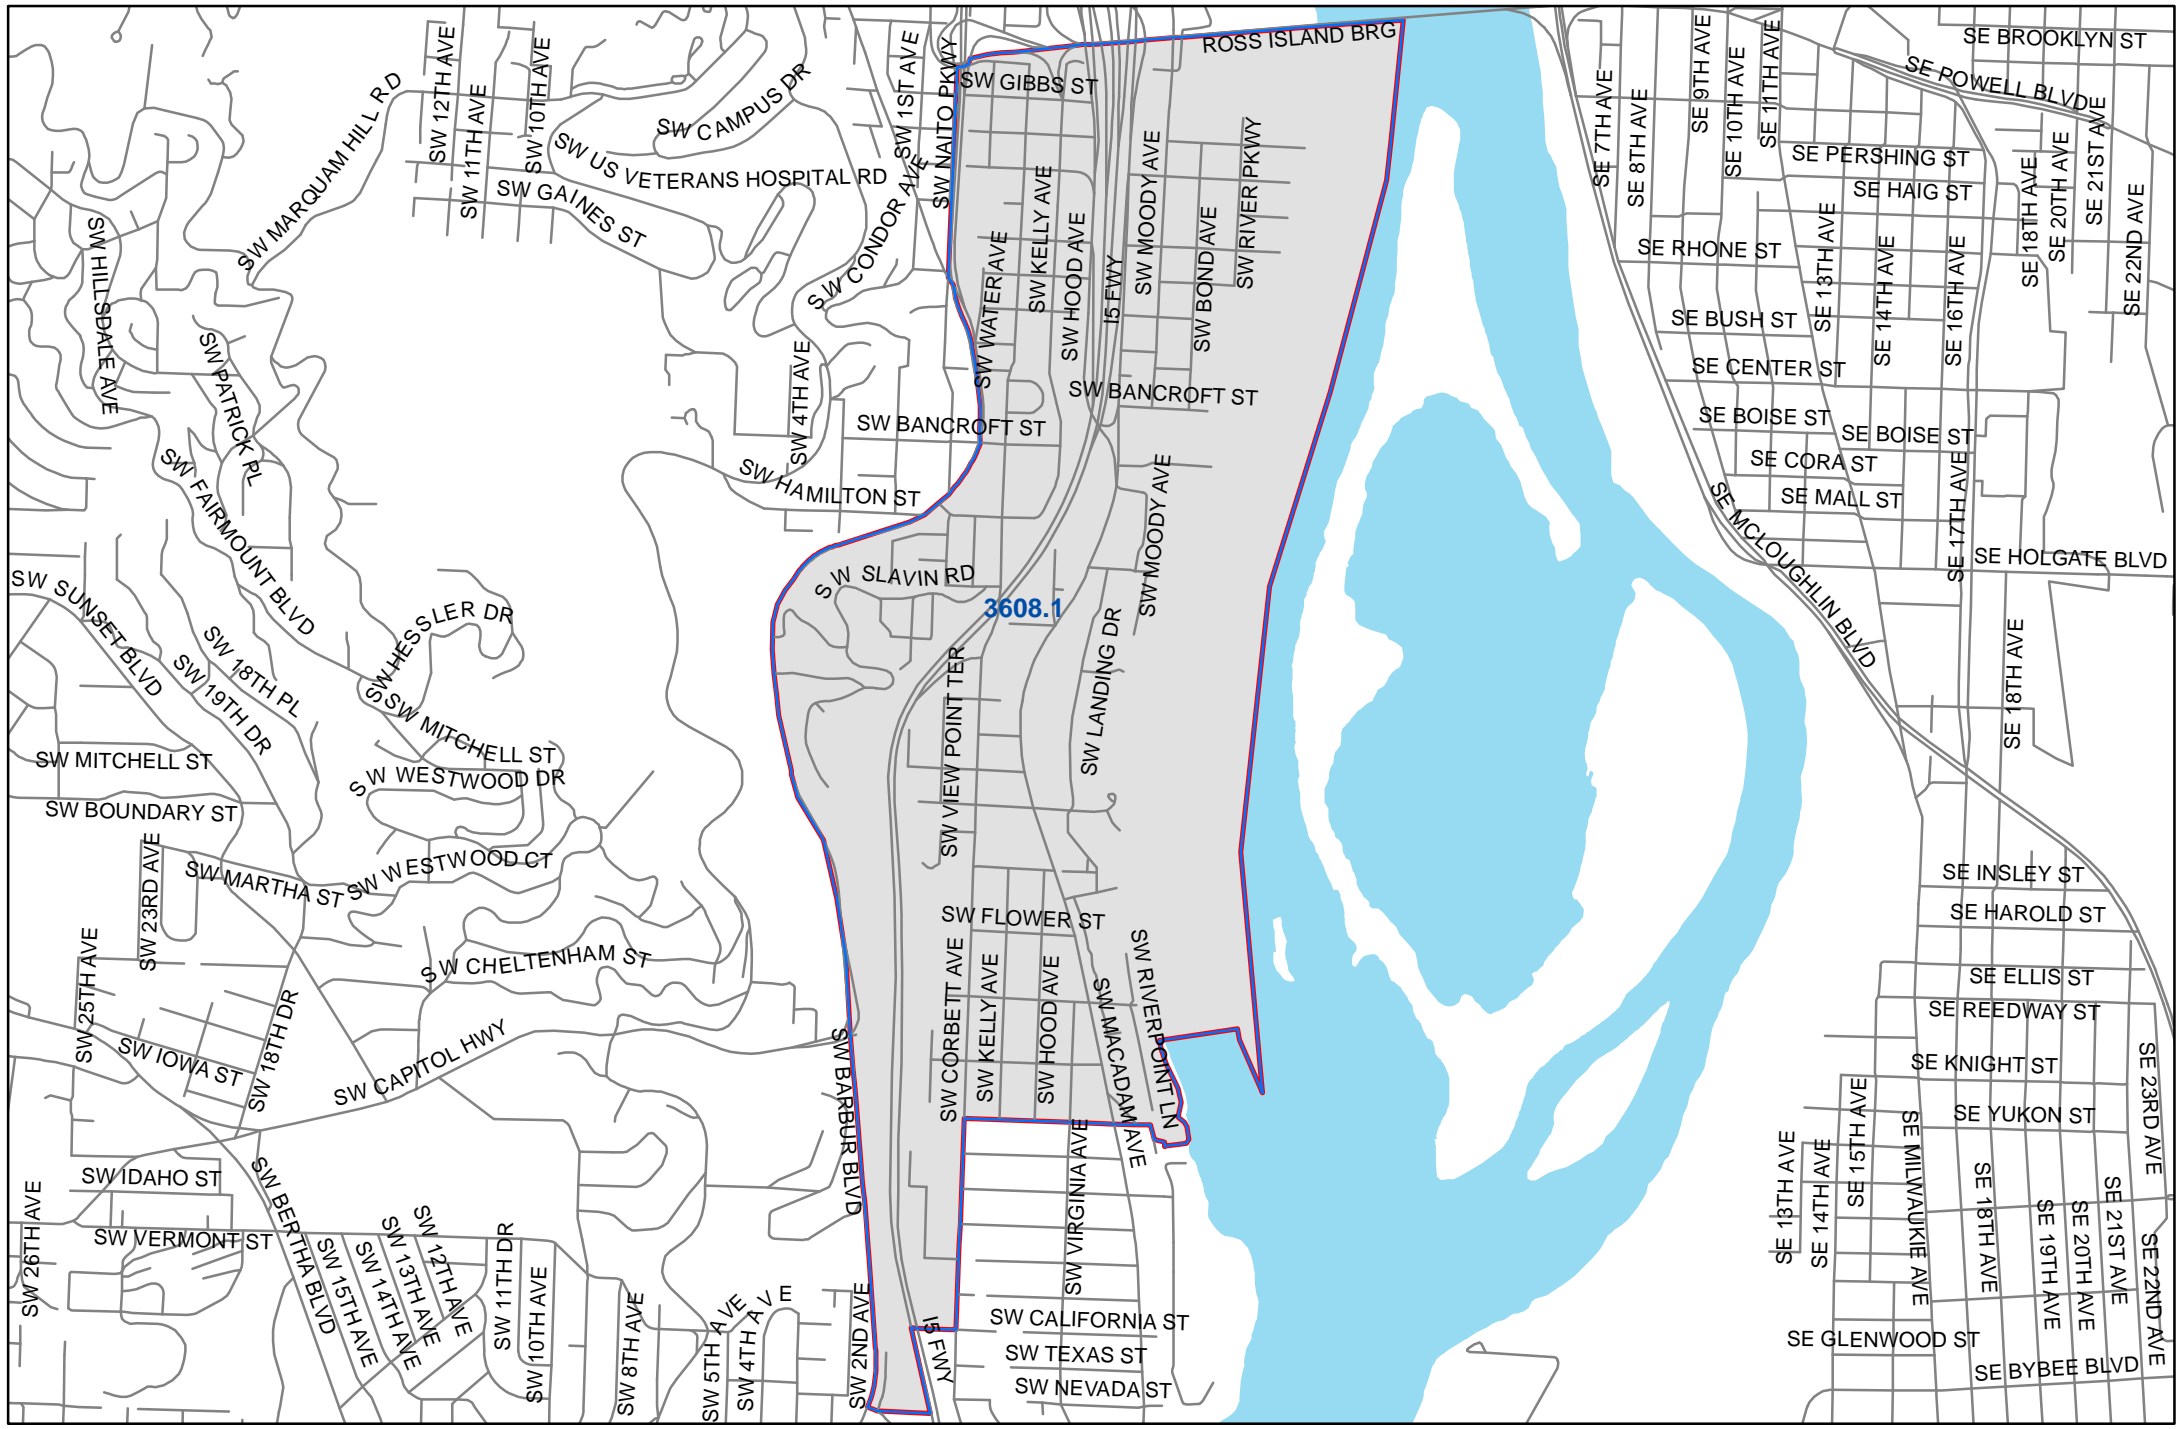 ROSS ISLAND BRG
SE BROOKLYN ST
SE POWELL BLVD
SW 12TH AVE
SW 11TH AVE
SW 10TH AVE
SW CAMPUS DR
SW 1ST AVE
SW NAITO PKWY
SW GIBBS ST
SE 7TH AVE
SE 8TH AVE
SE 9TH AVE
SE 10TH AVE
SE 11TH AVE
SE 21ST AVE
SE 20TH AVE
SE 18TH AVE
SE 22ND AVE
SW MARQUAM HILL RD
SW US VETERANS HOSPITAL RD
SW GAINES ST
SW CONDOR AVE
SW KELLY AVE
SW HOOD AVE
SW WATER AVE
I5 FWY
SW MOODY AVE
SW BOND AVE
SW RIVER PKWY
SE PERSHING ST
SE HAIG ST
SE RHONE ST
SE 13TH AVE
SE 14TH AVE
SE 16TH AVE
SE BUSH ST
SE CENTER ST
SE BOISE ST
SE BOISE ST
SE CORA ST
SE MALL ST
SE 17TH AVE
SE HOLGATE BLVD
SE MCLOUGHLIN BLVD
SE 18TH AVE
SW HILLSDALE AVE
SW PATRICK PL
SW FAIRMOUNT BLVD
SW 4TH AVE
SW BANCROFT ST
SW BANCROFT ST
SW HAMILTON ST
SW SLAVIN RD
3608.1
SW MOODY AVE
SW LANDING DR
SW VIEW POINT TER
SW SUNSET BLVD
SW 18TH PL
SW 19TH DR
SW HESSLER DR
SW MITCHELL ST
SW MITCHELL ST
SW WESTWOOD DR
SW BOUNDARY ST
SW WESTWOOD CT
SW MARTHA ST
SW 23RD AVE
SW 25TH AVE
SW CHELTENHAM ST
SW 18TH DR
SW IOWA ST
SW CAPITOL HWY
SW BARBUR BLVD
SW FLOWER ST
SW CORBETT AVE
SW KELLY AVE
SW HOOD AVE
SW MACADAM AVE
SW RIVERPOINT LN
SW VIRGINIA AVE
SE INSLEY ST
SE HAROLD ST
SE ELLIS ST
SE REEDWAY ST
SE KNIGHT ST
SE YUKON ST
SE 23RD AVE
SE 15TH AVE
SE 14TH AVE
SE 13TH AVE
SE MILWAUKIE AVE
SE 18TH AVE
SE 19TH AVE
SE 20TH AVE
SE 21ST AVE
SE 22ND AVE
SE GLENWOOD ST
SE BYBEE BLVD
SW IDAHO ST
SW VERMONT ST
SW 26TH AVE
SW BERTHA BLVD
SW 15TH AVE
SW 14TH AVE
SW 13TH AVE
SW 12TH AVE
SW 11TH DR
SW 10TH AVE
SW 8TH AVE
SW 5TH AVE
SW 4TH AVE
SW 2ND AVE
I5 FWY
SW CALIFORNIA ST
SW TEXAS ST
SW NEVADA ST